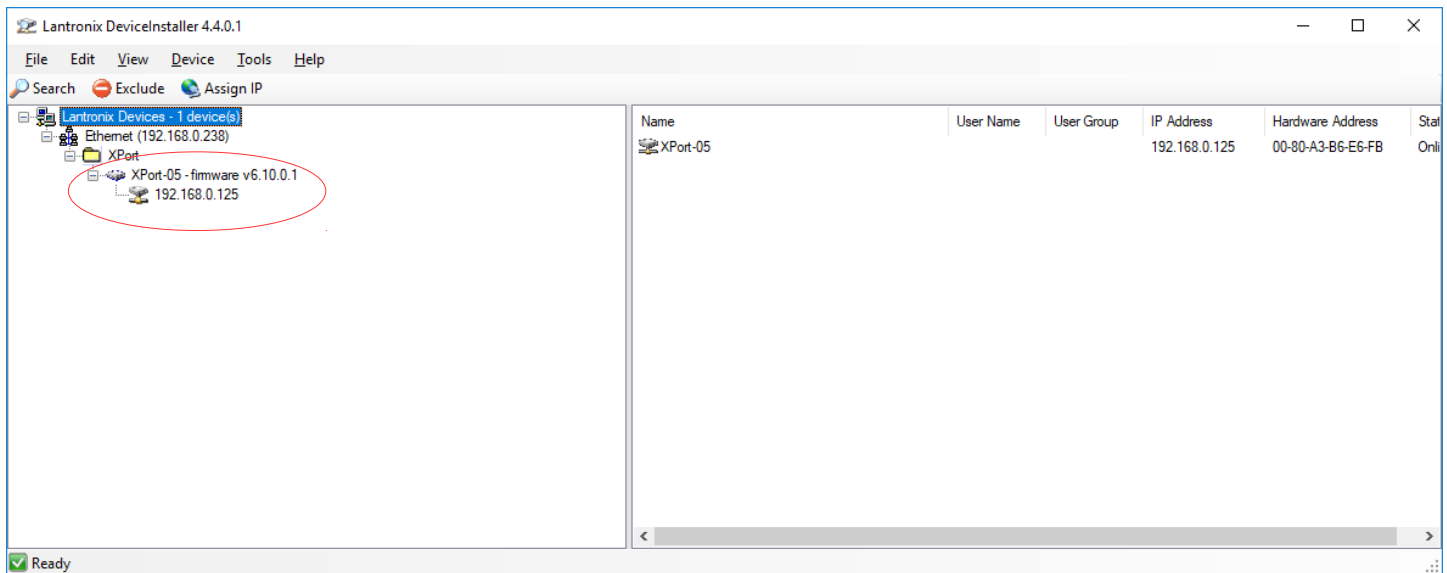 Lantronix DeviceInstaller 4.4.0.1
File Edit View Device Tools Help
Search Exclude Assign IP
Lantronix Devices - 1 device(s)
Ethernet (192.168.0.238)
XPort
XPort-05 - firmware v6.10.0.1
192.168.0.125
Name User Name User Group IP Address Hardware Address Stat
XPort-05 192.168.0.125 00-80-A3-B6-E6-FB Onli
Ready